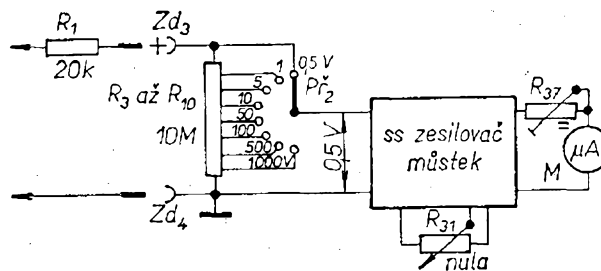 R1
20k
Zd3
+
R3 až R10
10M
1
5
10
50
100
500
1000V
0,5 V
Př2
0,5 V
ss zesilovač
můstek
R37
=
μA
M
R31
nula
Zd4